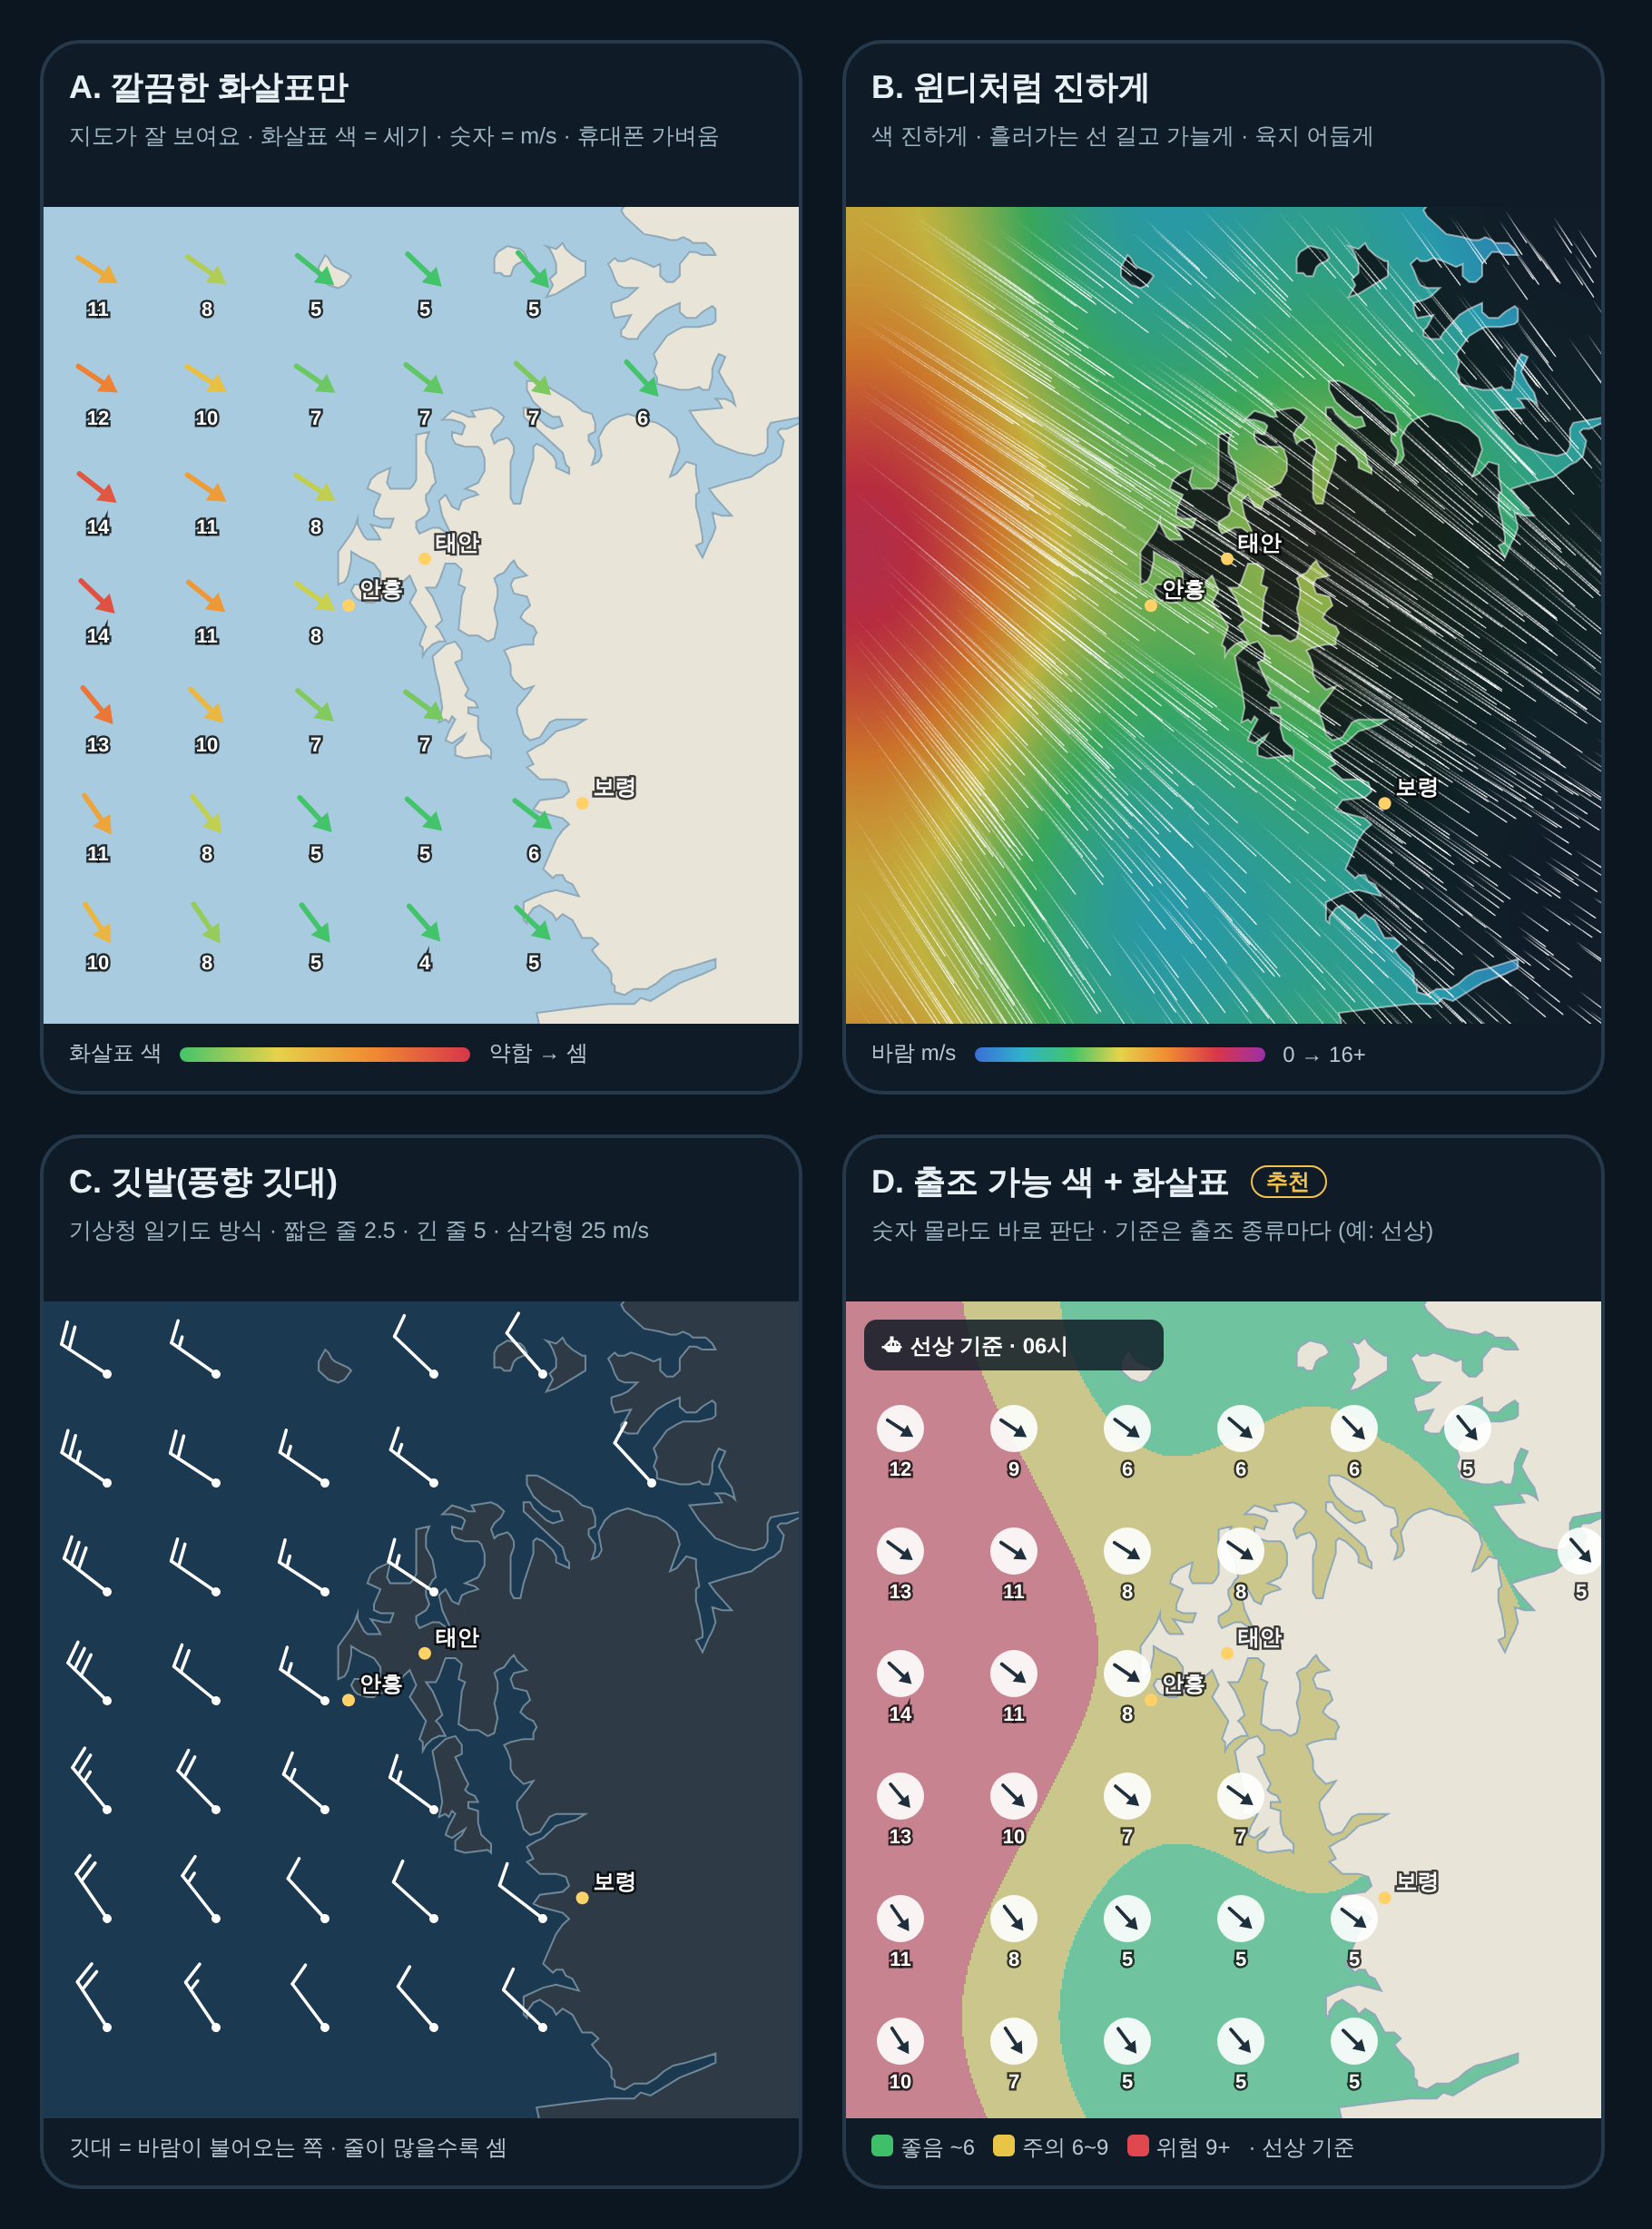 A. 깔끔한 화살표만
지도가 잘 보여요 · 화살표 색 = 세기 · 숫자 = m/s · 휴대폰 가벼움
11 8 5 5 5
12 10 7 7 7 6
14 11 8
태안
안흥
14 11 8
13 10 7 7
보령
11 8 5 5 6
10 8 5 4 5
화살표 색 약함 → 셈
B. 윈디처럼 진하게
색 진하게 · 흘러가는 선 길고 가늘게 · 육지 어둡게
태안
안흥
보령
바람 m/s 0 → 16+
C. 깃발(풍향 깃대)
기상청 일기도 방식 · 짧은 줄 2.5 · 긴 줄 5 · 삼각형 25 m/s
태안
안흥
보령
깃대 = 바람이 불어오는 쪽 · 줄이 많을수록 셈
D. 출조 가능 색 + 화살표 추천
숫자 몰라도 바로 판단 · 기준은 출조 종류마다 (예: 선상)
선상 기준 · 06시
12 9 6 6 6 5
13 11 8 8 5
태안
안흥
14 11 8
13 10 7 7
보령
11 8 5 5 5
10 7 5 5 5
좋음 ~6 주의 6~9 위험 9+ · 선상 기준